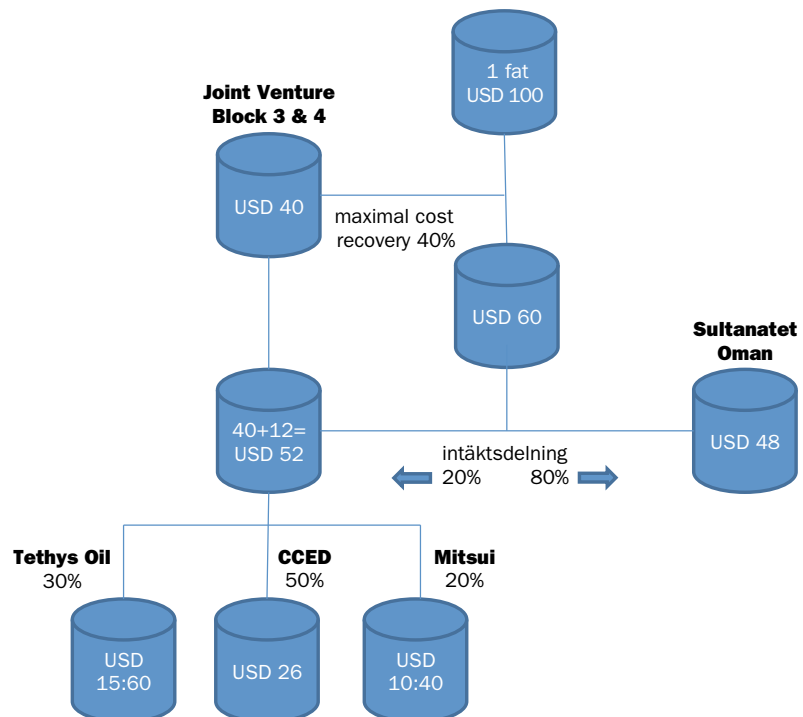 1 fat
USD 100
Joint Venture
Block 3 & 4
USD 40
maximal cost
recovery 40%
USD 60
Sultanatet
Oman
40+12=
USD 52
intäktsdelning
20% 80%
USD 48
Tethys Oil
30%
CCED
50%
Mitsui
20%
USD
15:60
USD 26
USD
10:40